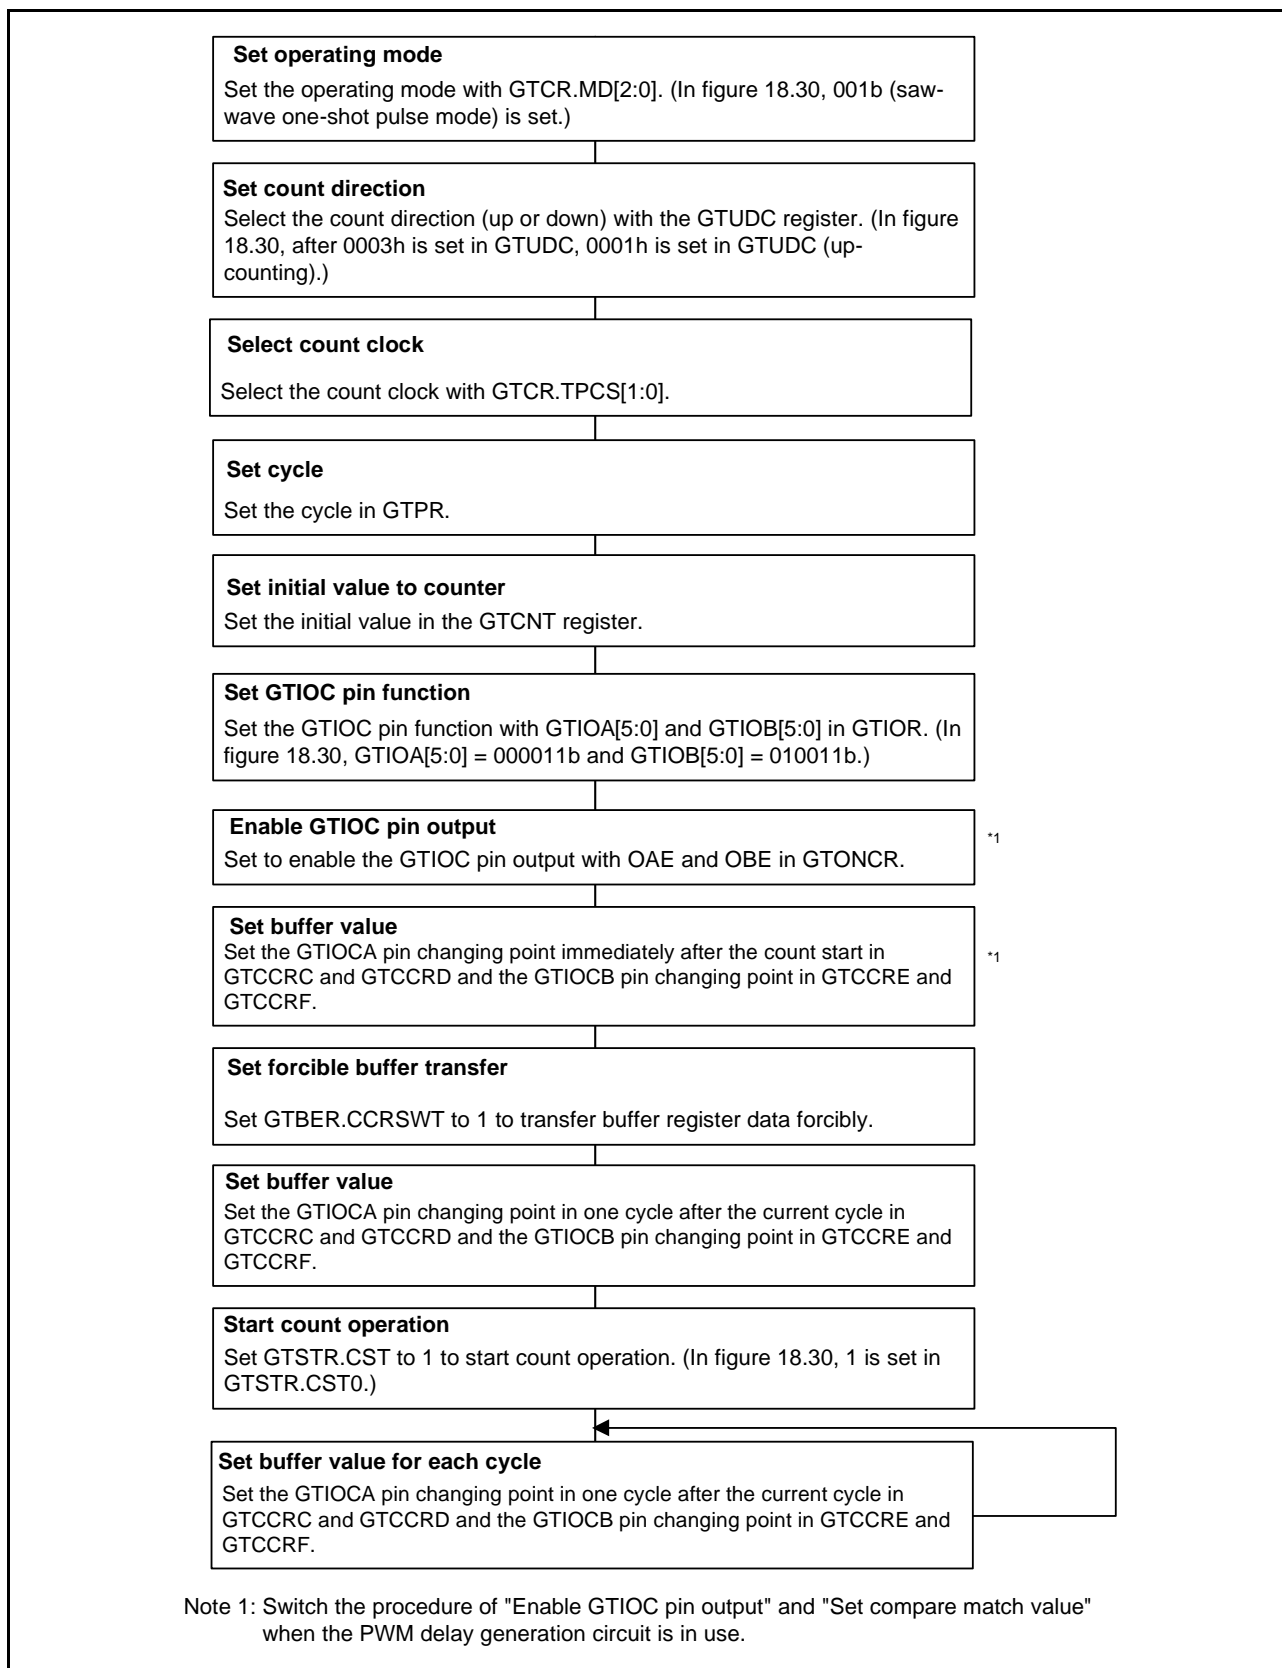 Set operating mode
Set the operating mode with GTCR.MD[2:0]. (In figure 18.30, 001b (saw-
wave one-shot pulse mode) is set.)
Set count direction
Select the count direction (up or down) with the GTUDC register. (In figure
18.30, after 0003h is set in GTUDC, 0001h is set in GTUDC (up-
counting).)
Select count clock
Select the count clock with GTCR.TPCS[1:0].
Set cycle
Set the cycle in GTPR.
Set initial value to counter
Set the initial value in the GTCNT register.
Set GTIOC pin function
Set the GTIOC pin function with GTIOA[5:0] and GTIOB[5:0] in GTIOR. (In
figure 18.30, GTIOA[5:0] = 000011b and GTIOB[5:0] = 010011b.)
Enable GTIOC pin output
*1
Set to enable the GTIOC pin output with OAE and OBE in GTONCR.
Set buffer value
Set the GTIOCA pin changing point immediately after the count start in
*1
GTCCRC and GTCCRD and the GTIOCB pin changing point in GTCCRE and
GTCCRF.
Set forcible buffer transfer
Set GTBER.CCRSWT to 1 to transfer buffer register data forcibly.
Set buffer value
Set the GTIOCA pin changing point in one cycle after the current cycle in
GTCCRC and GTCCRD and the GTIOCB pin changing point in GTCCRE and
GTCCRF.
Start count operation
Set GTSTR.CST to 1 to start count operation. (In figure 18.30, 1 is set in
GTSTR.CST0.)
Set buffer value for each cycle
Set the GTIOCA pin changing point in one cycle after the current cycle in
GTCCRC and GTCCRD and the GTIOCB pin changing point in GTCCRE and
GTCCRF.
Note 1: Switch the procedure of "Enable GTIOC pin output" and "Set compare match value"
when the PWM delay generation circuit is in use.